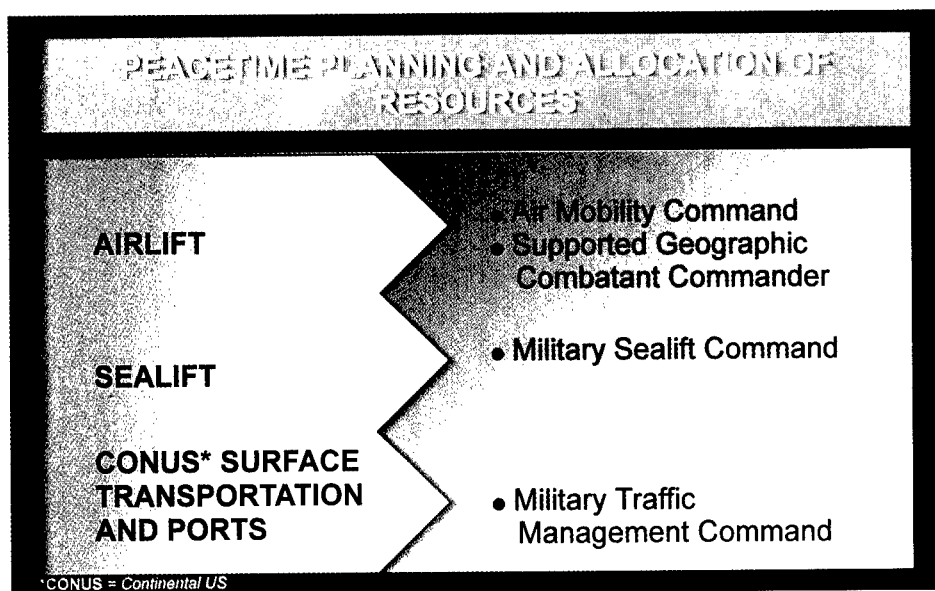 PEACETIME PLANNING AND ALLOCATION OF
RESOURCES
AIRLIFT
• Air Mobility Command
• Supported Geographic
Combatant Commander
SEALIFT
• Military Sealift Command
CONUS* SURFACE
TRANSPORTATION
AND PORTS
• Military Traffic
Management Command
*CONUS = Continental US